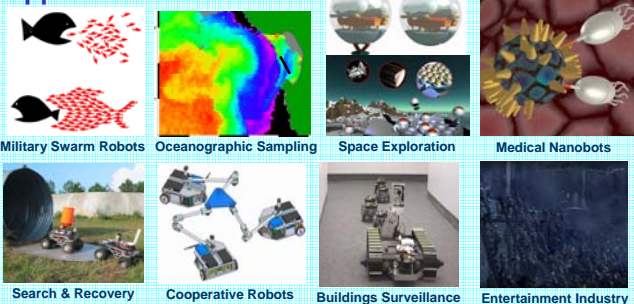 Military Swarm Robots
Oceanographic Sampling
Space Exploration
Medical Nanobots
Search & Recovery
Cooperative Robots
Buildings Surveillance
Entertainment Industry